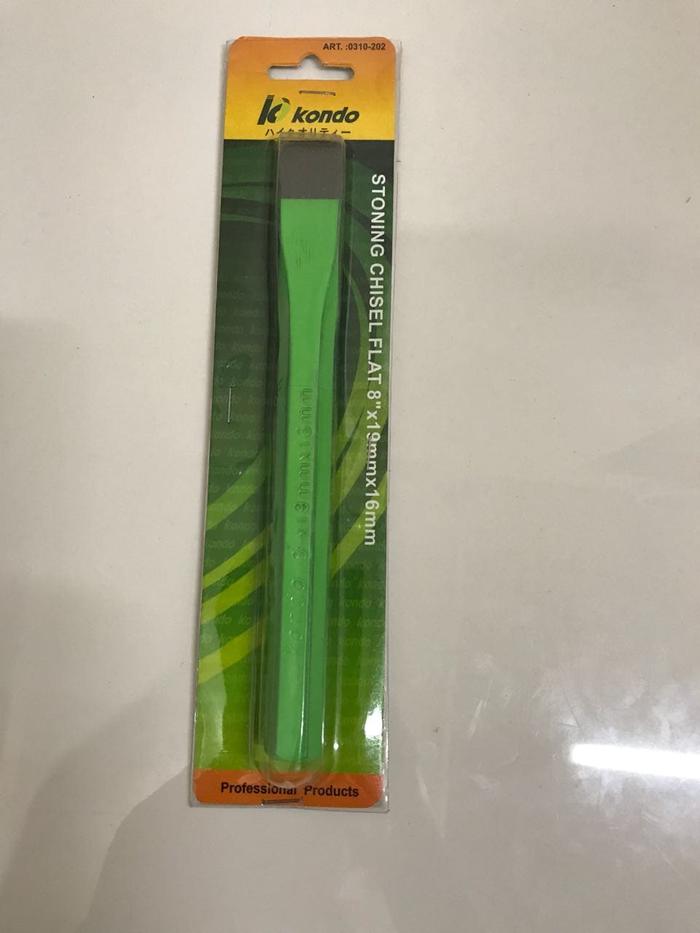 ART. :0310-202
kondo
ハイクオリティー
STONING CHISEL FLAT 8"x19mmx16mm
Professional Products